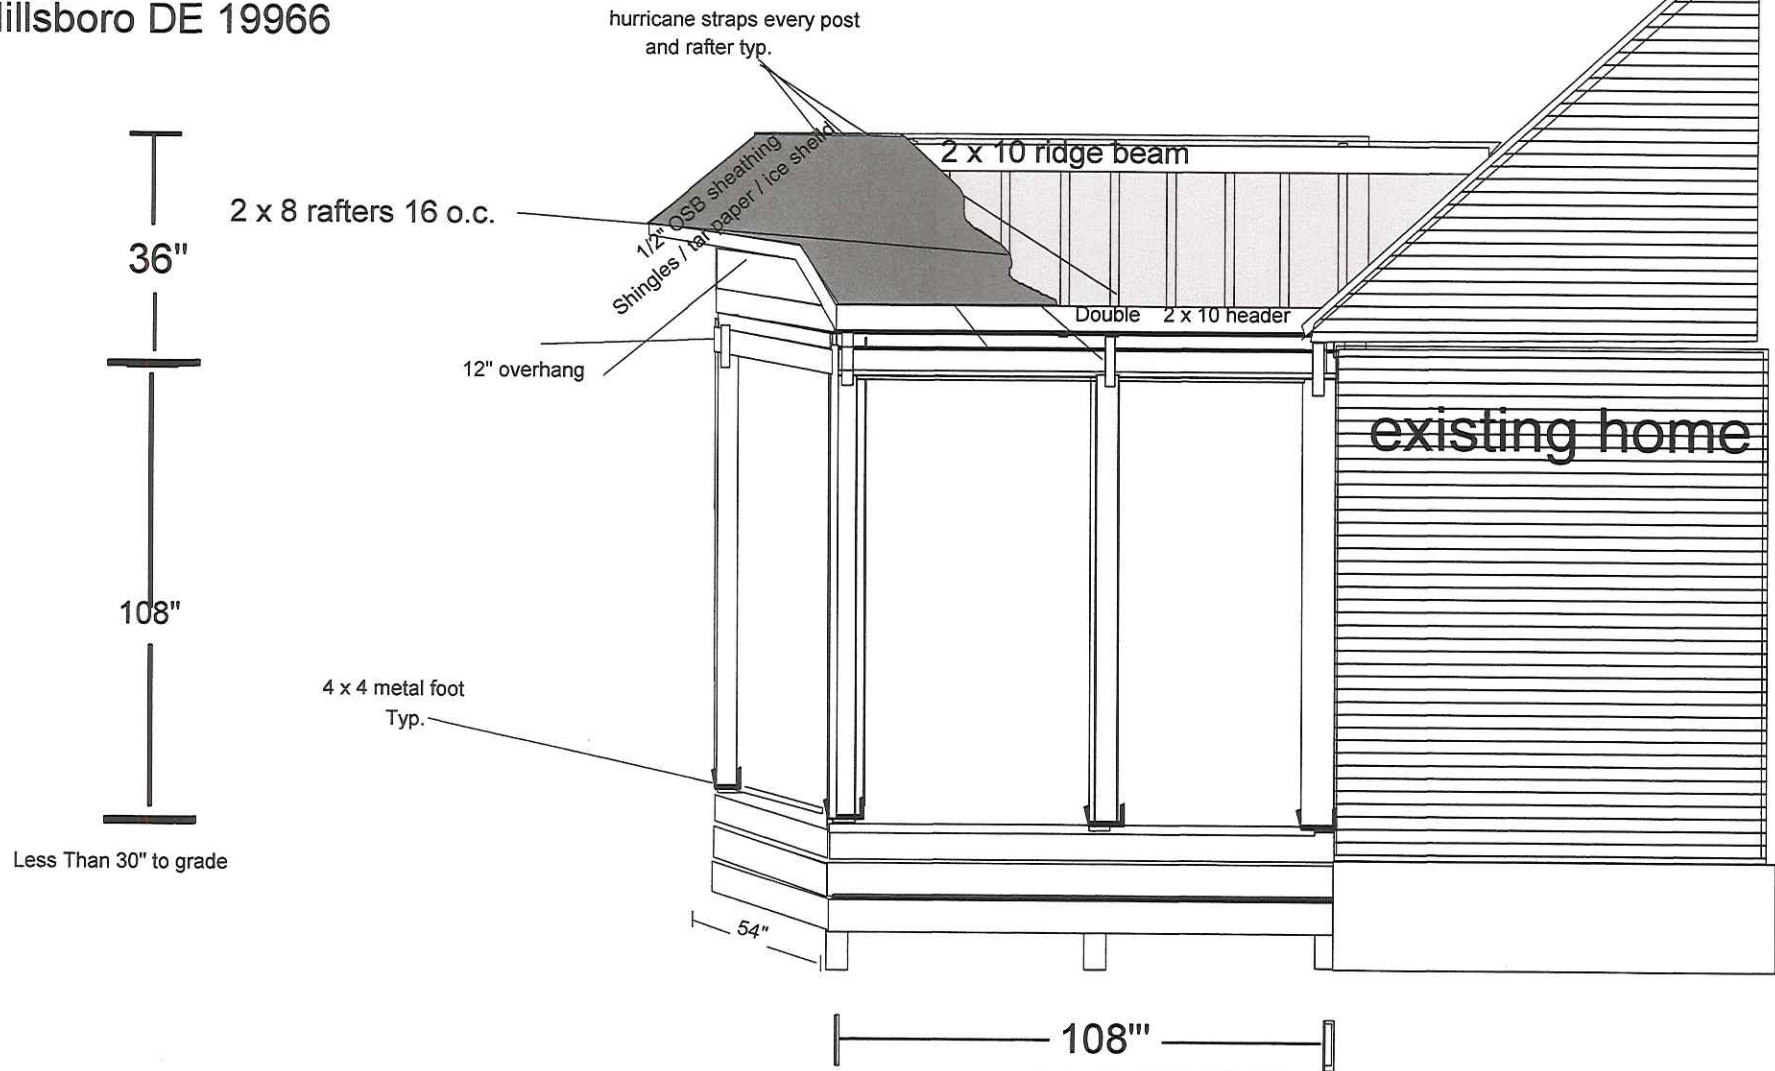 illsboro DE 19966
hurricane straps every post
and rafter typ.
2 x 10 ridge beam
1/2" OSB sheathing
Shingles / tar paper / ice sheild
2 x 8 rafters 16 o.c.
36"
Double 2 x 10 header
12" overhang
existing home
108"
4 x 4 metal foot
Typ.
Less Than 30" to grade
54"
108'"